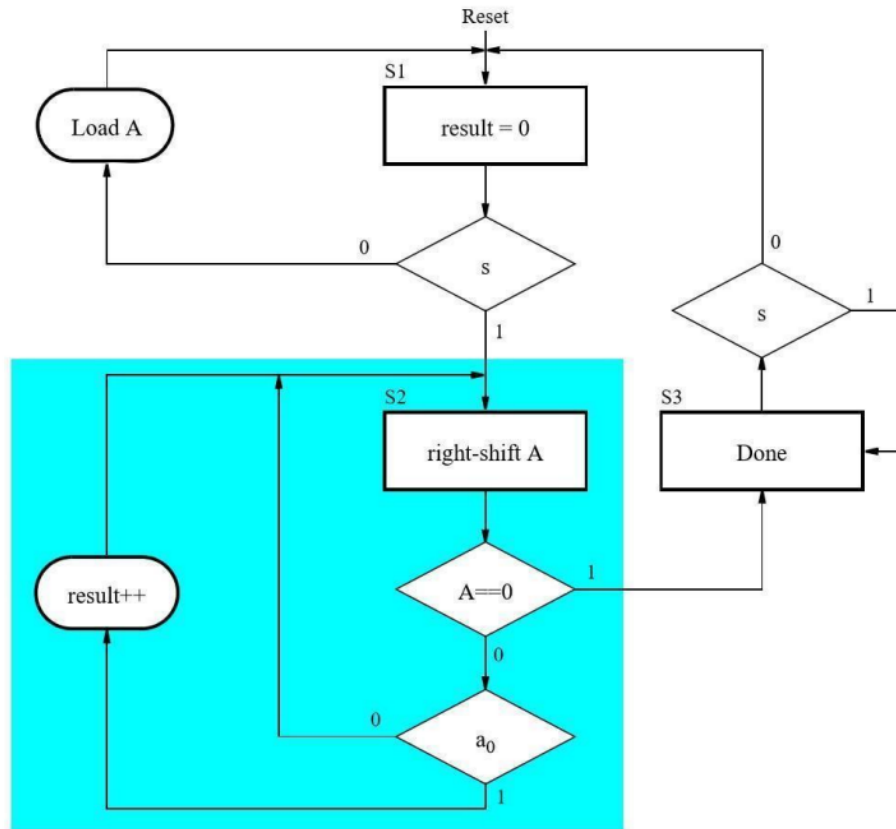 Reset
S1
Load A
result = 0
0
s
1
0
s
1
S2
right-shift A
S3
Done
A==0
1
result++
0
0
a₀
1